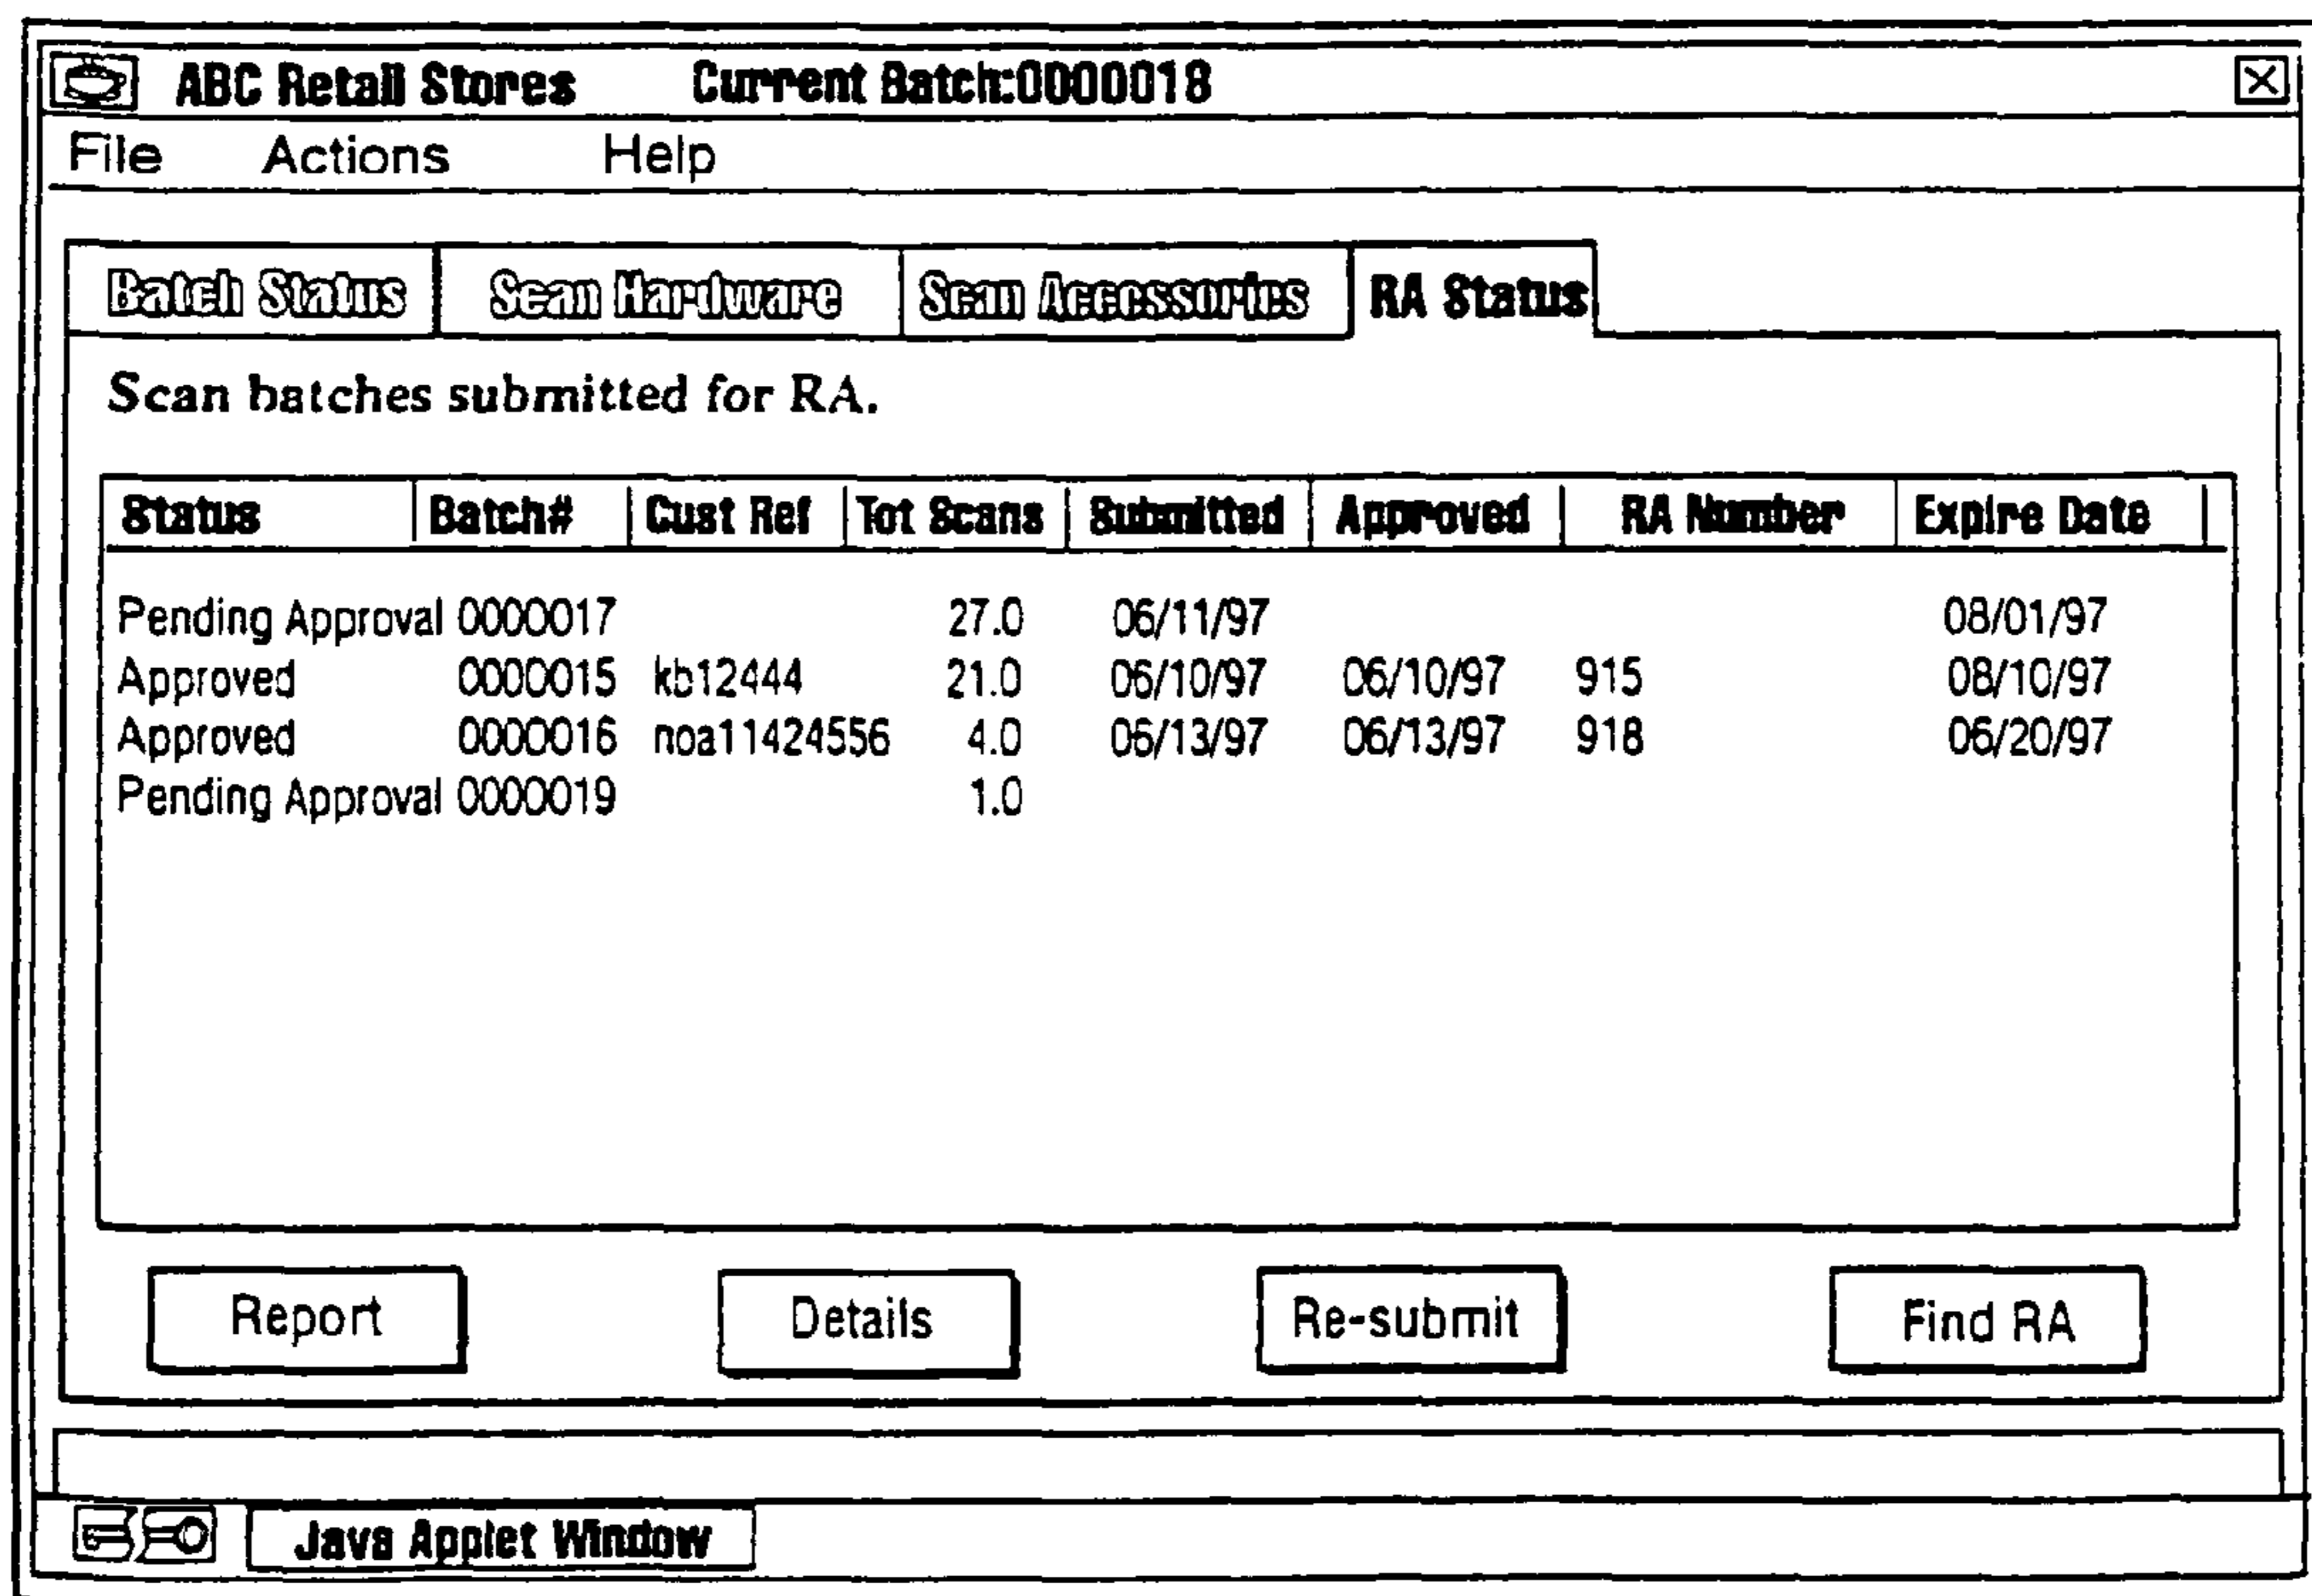 ABC Retail Stores Current Batch:0000018
File Actions Help
Batch Status Scan Hardware Scan Accessories RA Status
Scan batches submitted for RA.
Status Batch# Cust Ref Tot Scans Submitted Approved RA Number Expire Date
Pending Approval 0000017 27.0 06/11/97 08/01/97
Approved 0000015 kb12444 21.0 06/10/97 06/10/97 915 08/10/97
Approved 0000016 noa11424556 4.0 06/13/97 06/13/97 918 06/20/97
Pending Approval 0000019 1.0
Report Details Re-submit Find RA
Java Applet Window